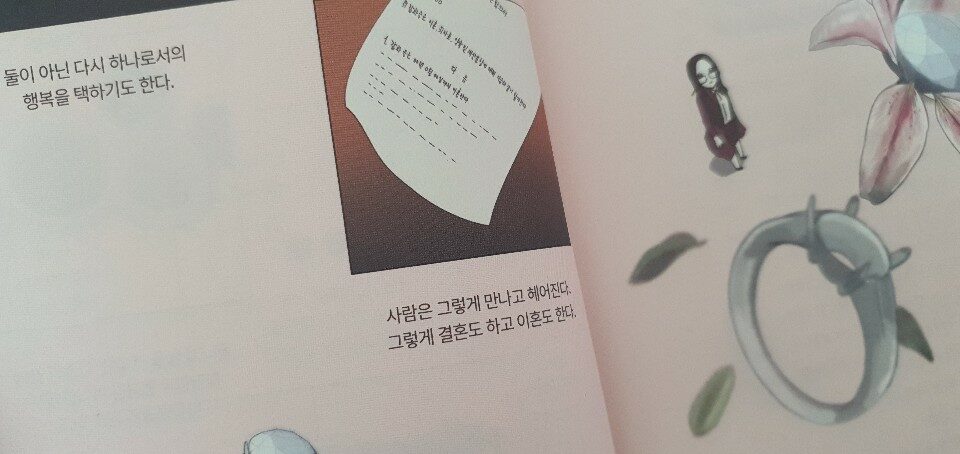 둘이 아닌 다시 하나로서의
행복을 택하기도 한다.
다 음
사람은 그렇게 만나고 헤어진다.
그렇게 결혼도 하고 이혼도 한다.